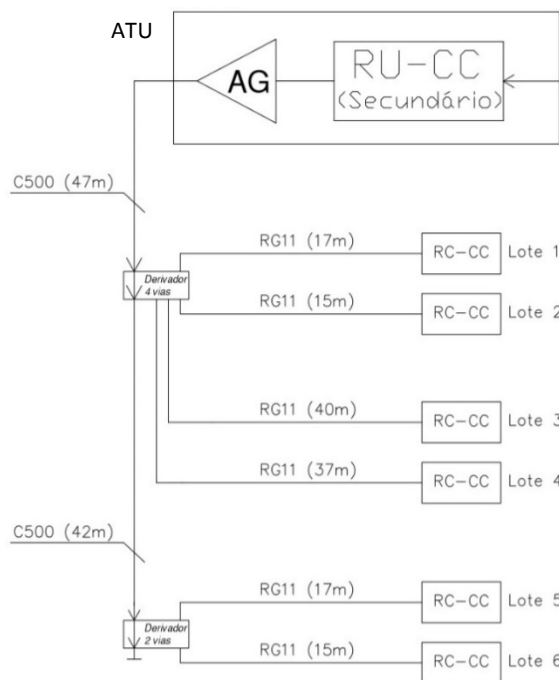 ATU
AG
RU-CC
(Secundário)
C500 (47m)
Derivador
4 vias
RG11 (17m)
RC-CC
Lote 1
RG11 (15m)
RC-CC
Lote 2
RG11 (40m)
RC-CC
Lote 3
RG11 (37m)
RC-CC
Lote 4
C500 (42m)
Derivador
2 vias
RG11 (17m)
RC-CC
Lote 5
RG11 (15m)
RC-CC
Lote 6